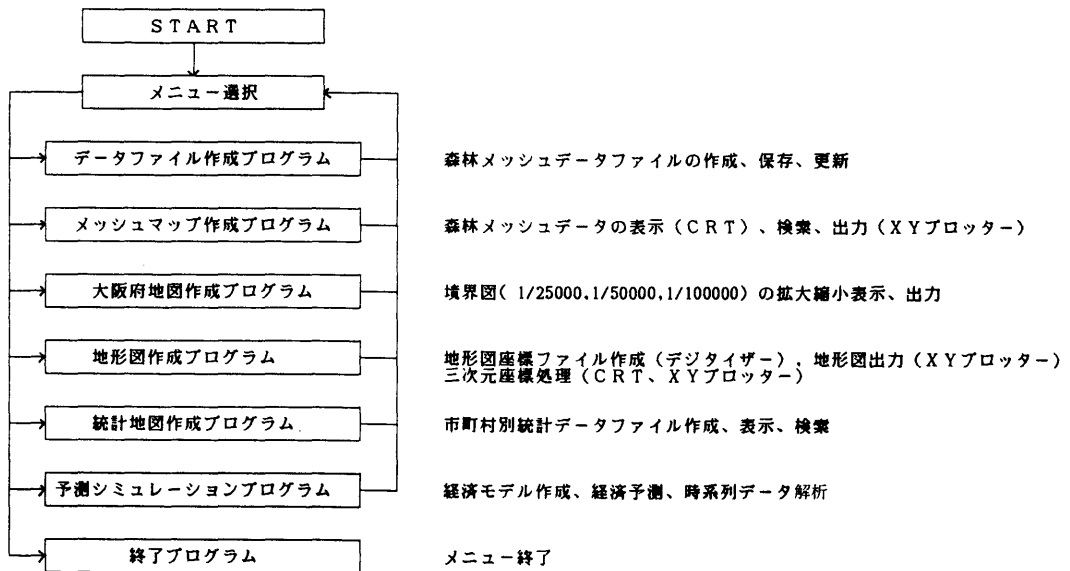 START
メニュー選択
データファイル作成プログラム
森林メッシュデータファイルの作成、保存、更新
メッシュマップ作成プログラム
森林メッシュデータの表示(CRT)、検索、出力(XYプロッター)
大阪府地図作成プログラム
境界図( 1/25000,1/50000,1/100000) の拡大縮小表示、出力
地形図作成プログラム
地形図座標ファイル作成(デジタイザー)、地形図出力(XYプロッター)
三次元座標処理(CRT、XYプロッター)
統計地図作成プログラム
市町村別統計データファイル作成、表示、検索
予測シミュレーションプログラム
経済モデル作成、経済予測、時系列データ解析
終了プログラム
メニュー終了